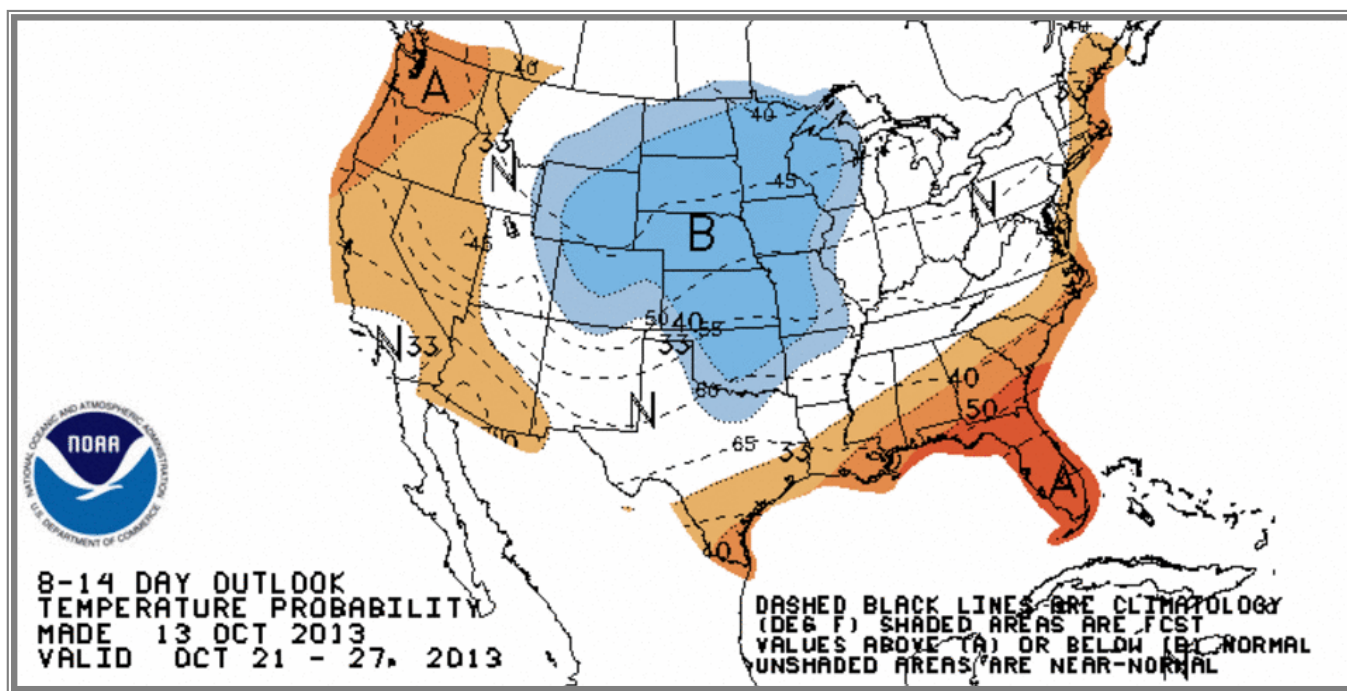 40
A
33
N
40
45
N
45
B
50 40 55
33
N 33
60
40
50
N
65
33
A
40
NOAA
NATIONAL OCEANIC AND ATMOSPHERIC ADMINISTRATION
U.S. DEPARTMENT OF COMMERCE
8-14 DAY OUTLOOK
TEMPERATURE PROBABILITY
MADE 13 OCT 2013
VALID OCT 21 - 27, 2013
DASHED BLACK LINES ARE CLIMATOLOGY
(DEG F) SHADED AREAS ARE FCST
VALUES ABOVE (A) OR BELOW (B) NORMAL
UNSHADED AREAS ARE NEAR-NORMAL